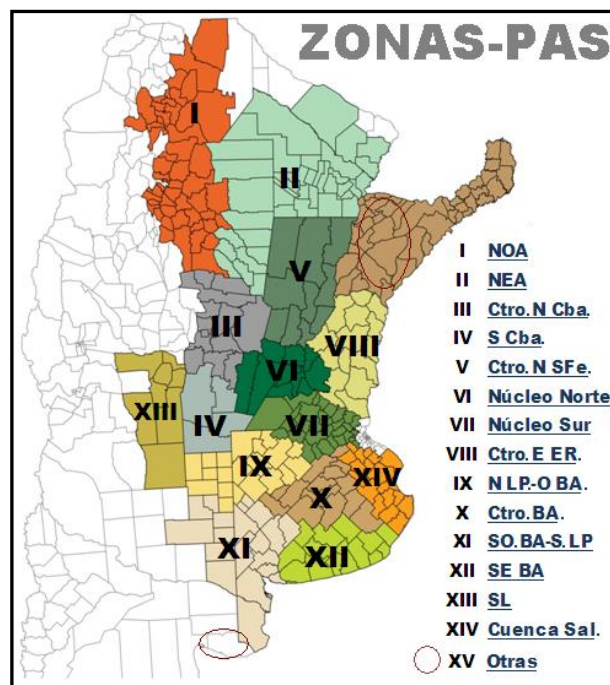 ZONAS-PAS
I
II
V
III
VIII
VI
XIII
IV
VII
IX
XIV
X
XI
XII
I NOA
II NEA
III Ctro.N Cba.
IV S Cba.
V Ctro.N SFe.
VI Núcleo Norte
VII Núcleo Sur
VIII Ctro.E ER.
IX N LP.-O BA.
X Ctro.BA.
XI SO.BA-S.LP
XII SE BA
XIII SL
XIV Cuenca Sal.
XV Otras